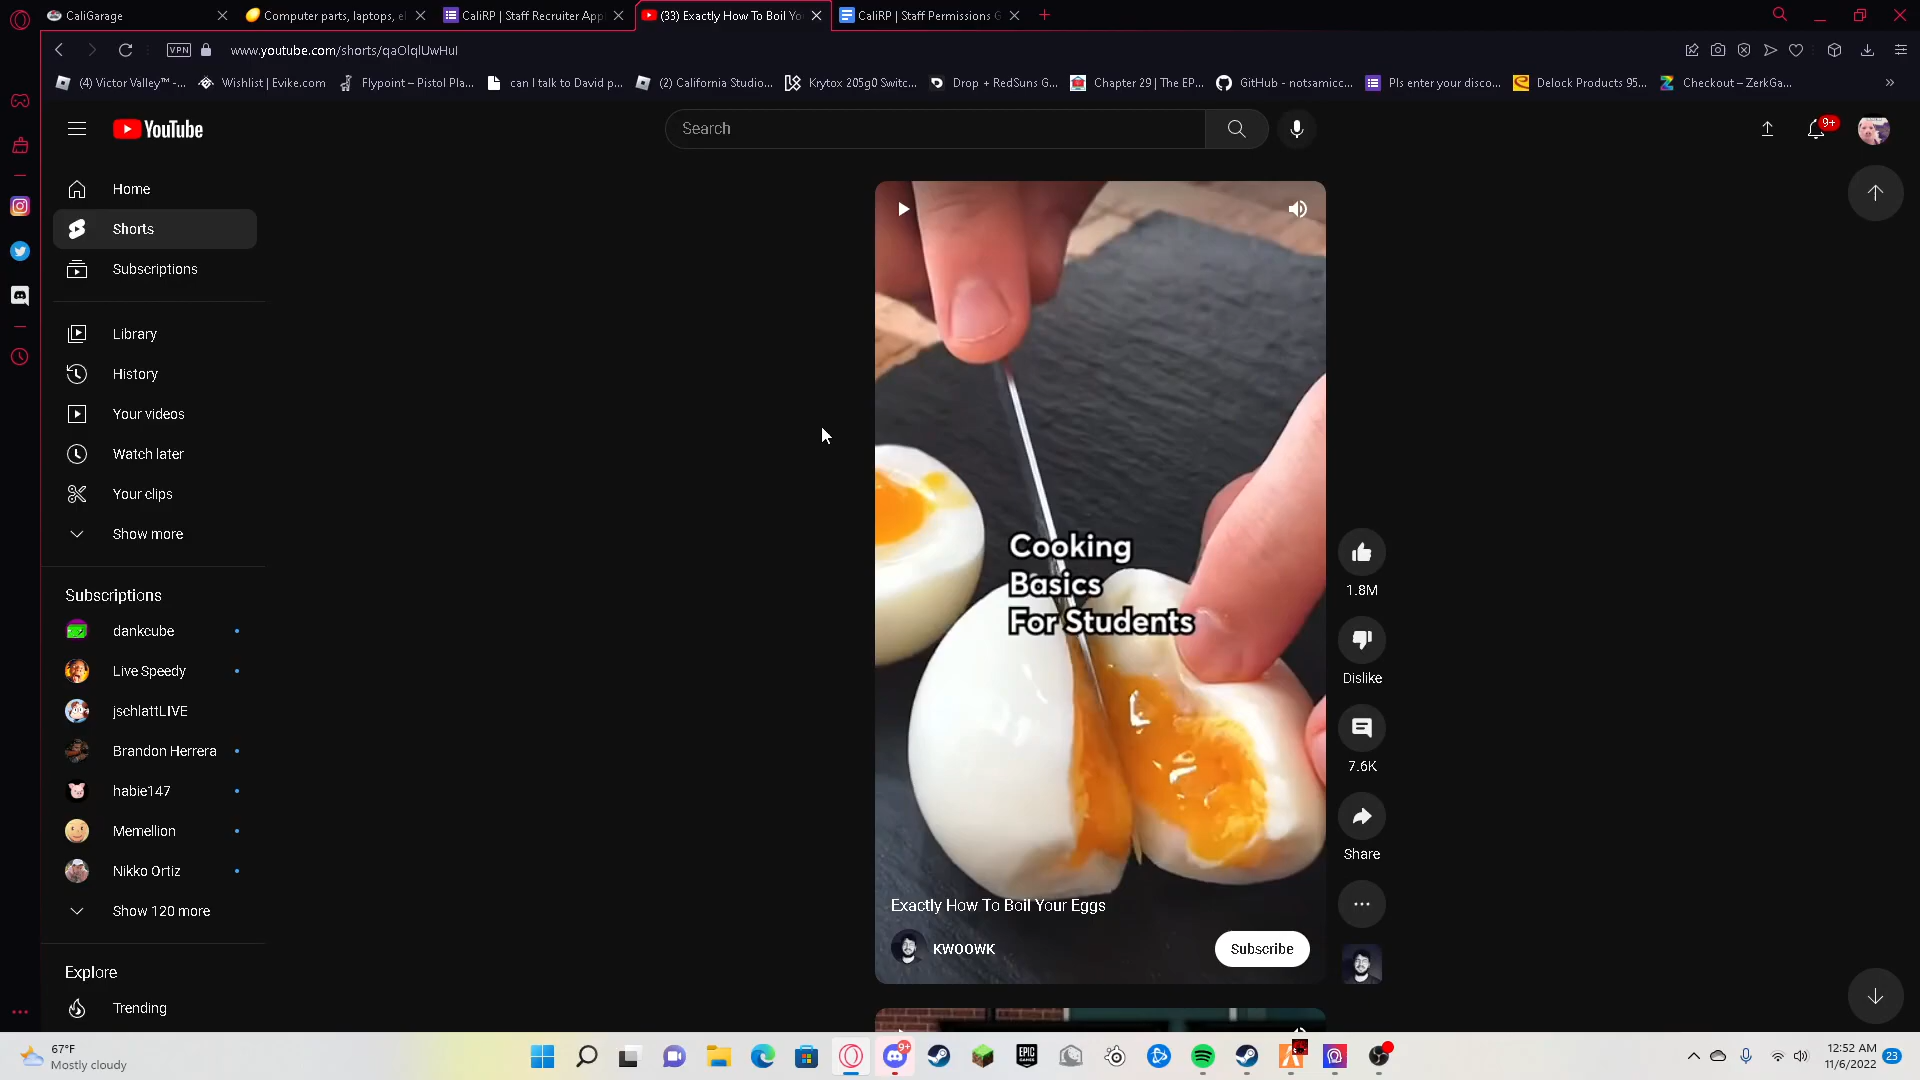 CaliGarage
Computer parts, laptops, el
CaliRP | Staff Recruiter App
(33) Exactly How To Boil Yo
CaliRP | Staff Permissions G
VPN
www.youtube.com/shorts/qaOlqlUwHuI
(4) Victor Valley™ -...
Wishlist | Evike.com
Flypoint – Pistol Pla...
can I talk to David p...
(2) California Studio...
Krytox 205g0 Switc...
Drop + RedSuns G...
Chapter 29 | The EP...
GitHub - notsamicc...
Pls enter your disco...
Delock Products 95...
Checkout – ZerkGa...
YouTube
Search
9+
Home
Shorts
Subscriptions
Library
History
Your videos
Watch later
Your clips
Show more
Subscriptions
dankcube
Live Speedy
jschlattLIVE
Brandon Herrera
habie147
Memellion
Nikko Ortiz
Show 120 more
Explore
Trending
Cooking
Basics
For Students
Exactly How To Boil Your Eggs
KWOOWK
Subscribe
1.8M
Dislike
7.6K
Share
67°F
Mostly cloudy
9+
EPIC
GAMES
12:52 AM
11/6/2022
23